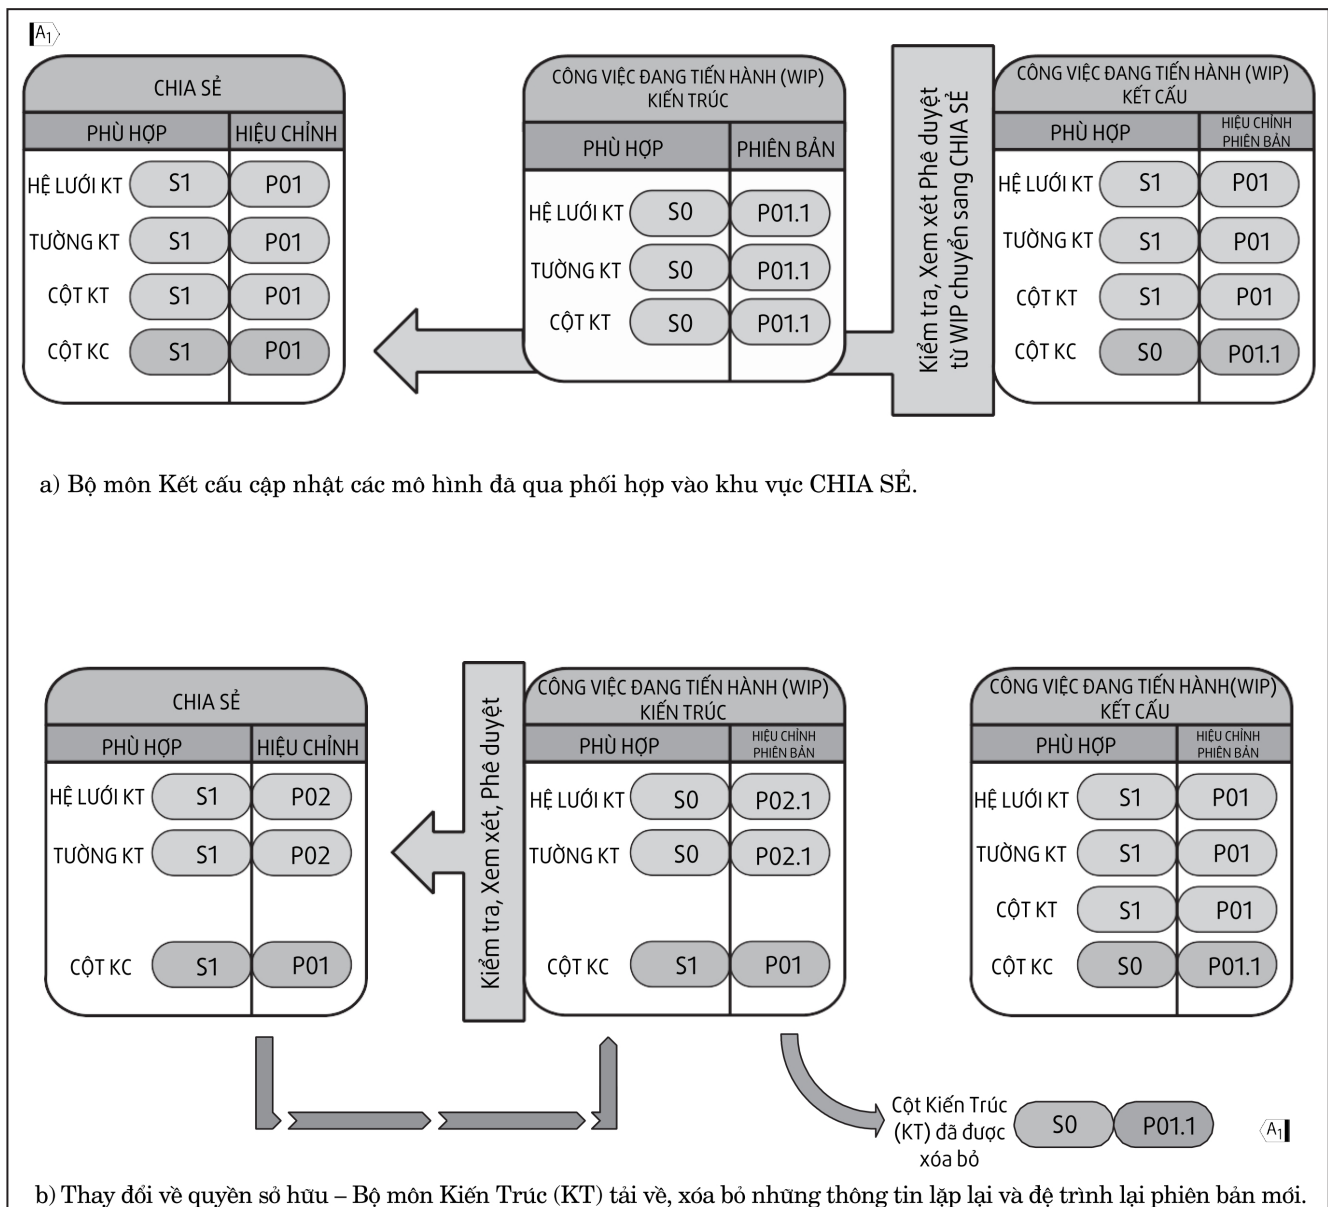 A1
CHIA SẺ
PHÙ HỢP HIỆU CHỈNH
HỆ LƯỚI KT S1 P01
TƯỜNG KT S1 P01
CỘT KT S1 P01
CỘT KC S1 P01
CÔNG VIỆC ĐANG TIẾN HÀNH (WIP)
KIẾN TRÚC
PHÙ HỢP PHIÊN BẢN
HỆ LƯỚI KT S0 P01.1
TƯỜNG KT S0 P01.1
CỘT KT S0 P01.1
Kiểm tra, Xem xét Phê duyệt
từ WIP chuyển sang CHIA SẺ
CÔNG VIỆC ĐANG TIẾN HÀNH (WIP)
KẾT CẤU
PHÙ HỢP HIỆU CHỈNH
PHIÊN BẢN
HỆ LƯỚI KT S1 P01
TƯỜNG KT S1 P01
CỘT KT S1 P01
CỘT KC S0 P01.1
a) Bộ môn Kết cấu cập nhật các mô hình đã qua phối hợp vào khu vực CHIA SẺ.
CHIA SẺ
PHÙ HỢP HIỆU CHỈNH
HỆ LƯỚI KT S1 P02
TƯỜNG KT S1 P02
CỘT KC S1 P01
Kiểm tra, Xem xét, Phê duyệt
CÔNG VIỆC ĐANG TIẾN HÀNH (WIP)
KIẾN TRÚC
PHÙ HỢP HIỆU CHỈNH
PHIÊN BẢN
HỆ LƯỚI KT S0 P02.1
TƯỜNG KT S0 P02.1
CỘT KC S1 P01
CÔNG VIỆC ĐANG TIẾN HÀNH(WIP)
KẾT CẤU
PHÙ HỢP HIỆU CHỈNH
PHIÊN BẢN
HỆ LƯỚI KT S1 P01
TƯỜNG KT S1 P01
CỘT KT S1 P01
CỘT KC S0 P01.1
Cột Kiến Trúc
(KT) đã được
xóa bỏ
S0 P01.1
A1
b) Thay đổi về quyền sở hữu – Bộ môn Kiến Trúc (KT) tải về, xóa bỏ những thông tin lặp lại và đệ trình lại phiên bản mới.